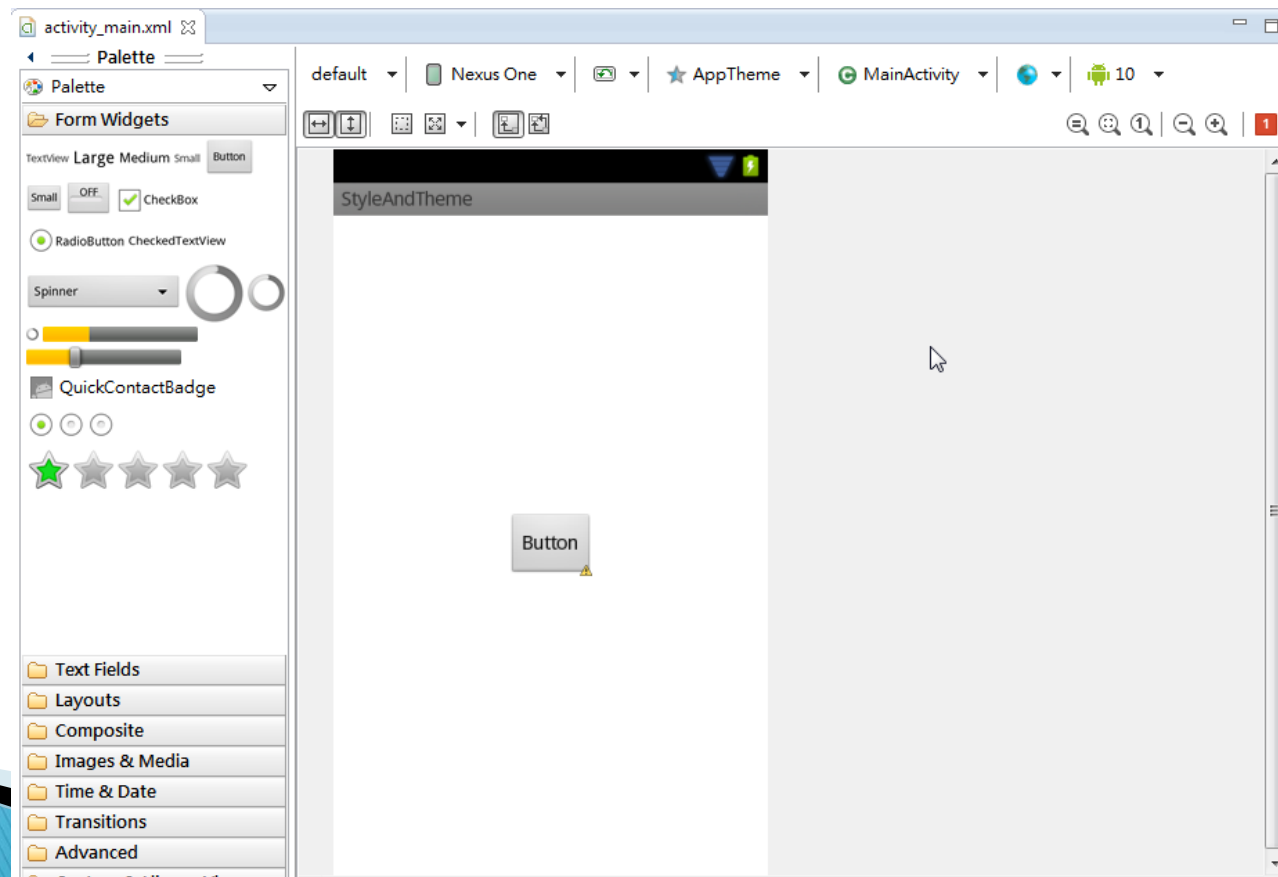 activity_main.xml
Palette
Palette
Form Widgets
TextView Large Medium Small Button
Small OFF CheckBox
RadioButton CheckedTextView
Spinner
QuickContactBadge
Text Fields
Layouts
Composite
Images & Media
Time & Date
Transitions
Advanced
default Nexus One AppTheme MainActivity 10
1
StyleAndTheme
Button